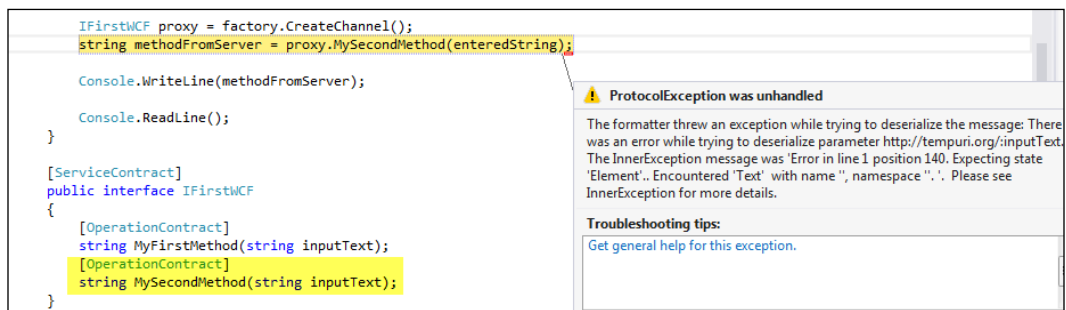 IFirstWCF proxy = factory.CreateChannel();
string methodFromServer = proxy.MySecondMethod(enteredString);
Console.WriteLine(methodFromServer);
Console.ReadLine();
}
[ServiceContract]
public interface IFirstWCF
{
[OperationContract]
string MyFirstMethod(string inputText);
[OperationContract]
string MySecondMethod(string inputText);
}
ProtocolException was unhandled
The formatter threw an exception while trying to deserialize the message: There
was an error while trying to deserialize parameter http://tempuri.org/:inputText.
The InnerException message was 'Error in line 1 position 140. Expecting state
'Element'.. Encountered 'Text'  with name '', namespace ''. '.  Please see
InnerException for more details.
Troubleshooting tips:
Get general help for this exception.